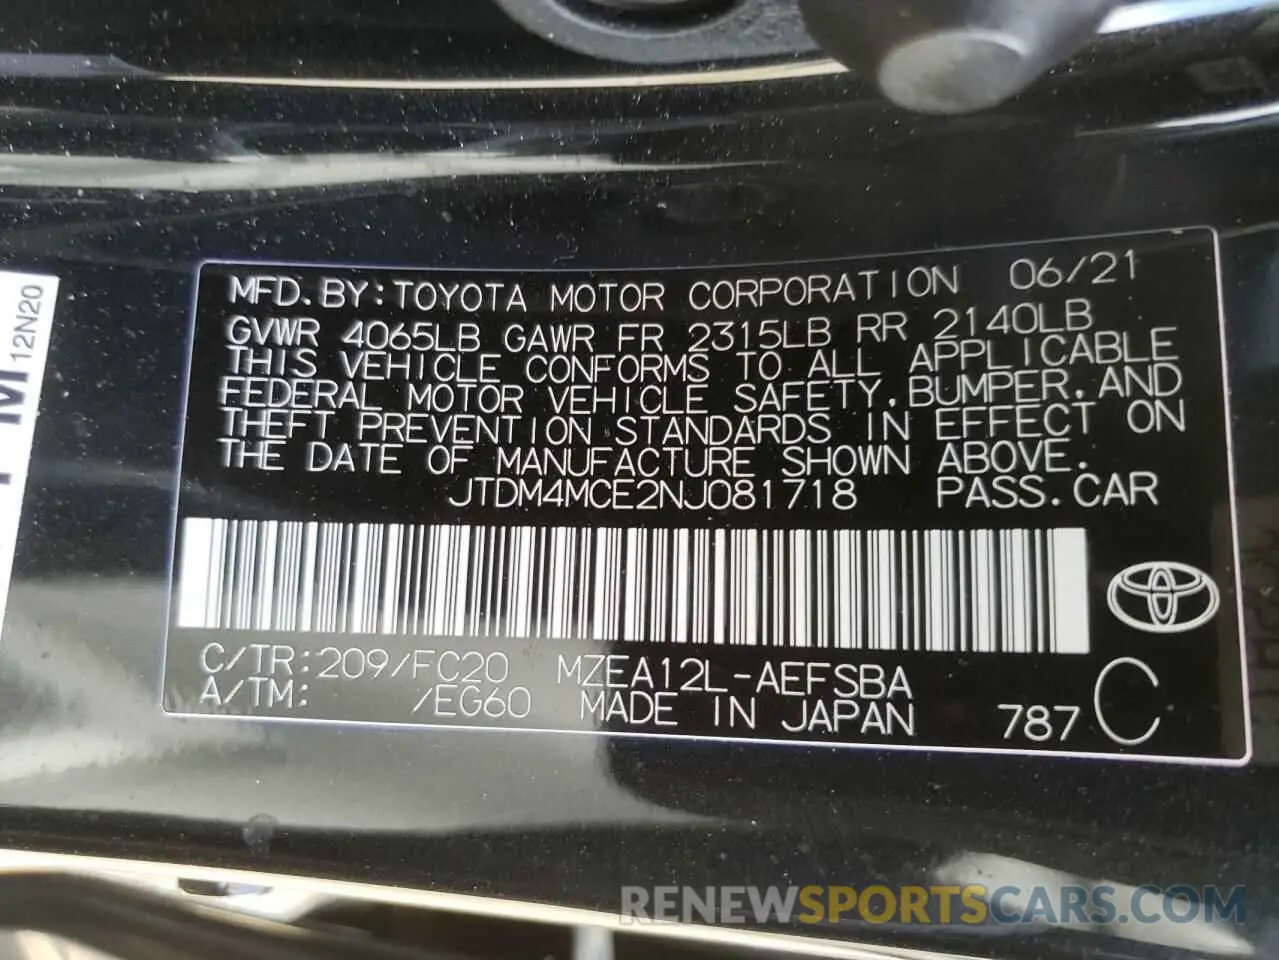 MFD.BY:TOYOTA MOTOR CORPORATION 06/21
GVWR 4065LB GAWR FR 2315LB RR 2140LB
THIS VEHICLE CONFORMS TO ALL APPLICABLE
FEDERAL MOTOR VEHICLE SAFETY,BUMPER,AND
THEFT PREVENTION STANDARDS IN EFFECT ON
THE DATE OF MANUFACTURE SHOWN ABOVE.
JTDM4MCE2NJ081718 PASS.CAR
C/TR:209/FC20 MZEA12L-AEFSBA
A/TM: /EG60 MADE IN JAPAN 787 C
12N20
RENEWSPORTSCARS.COM